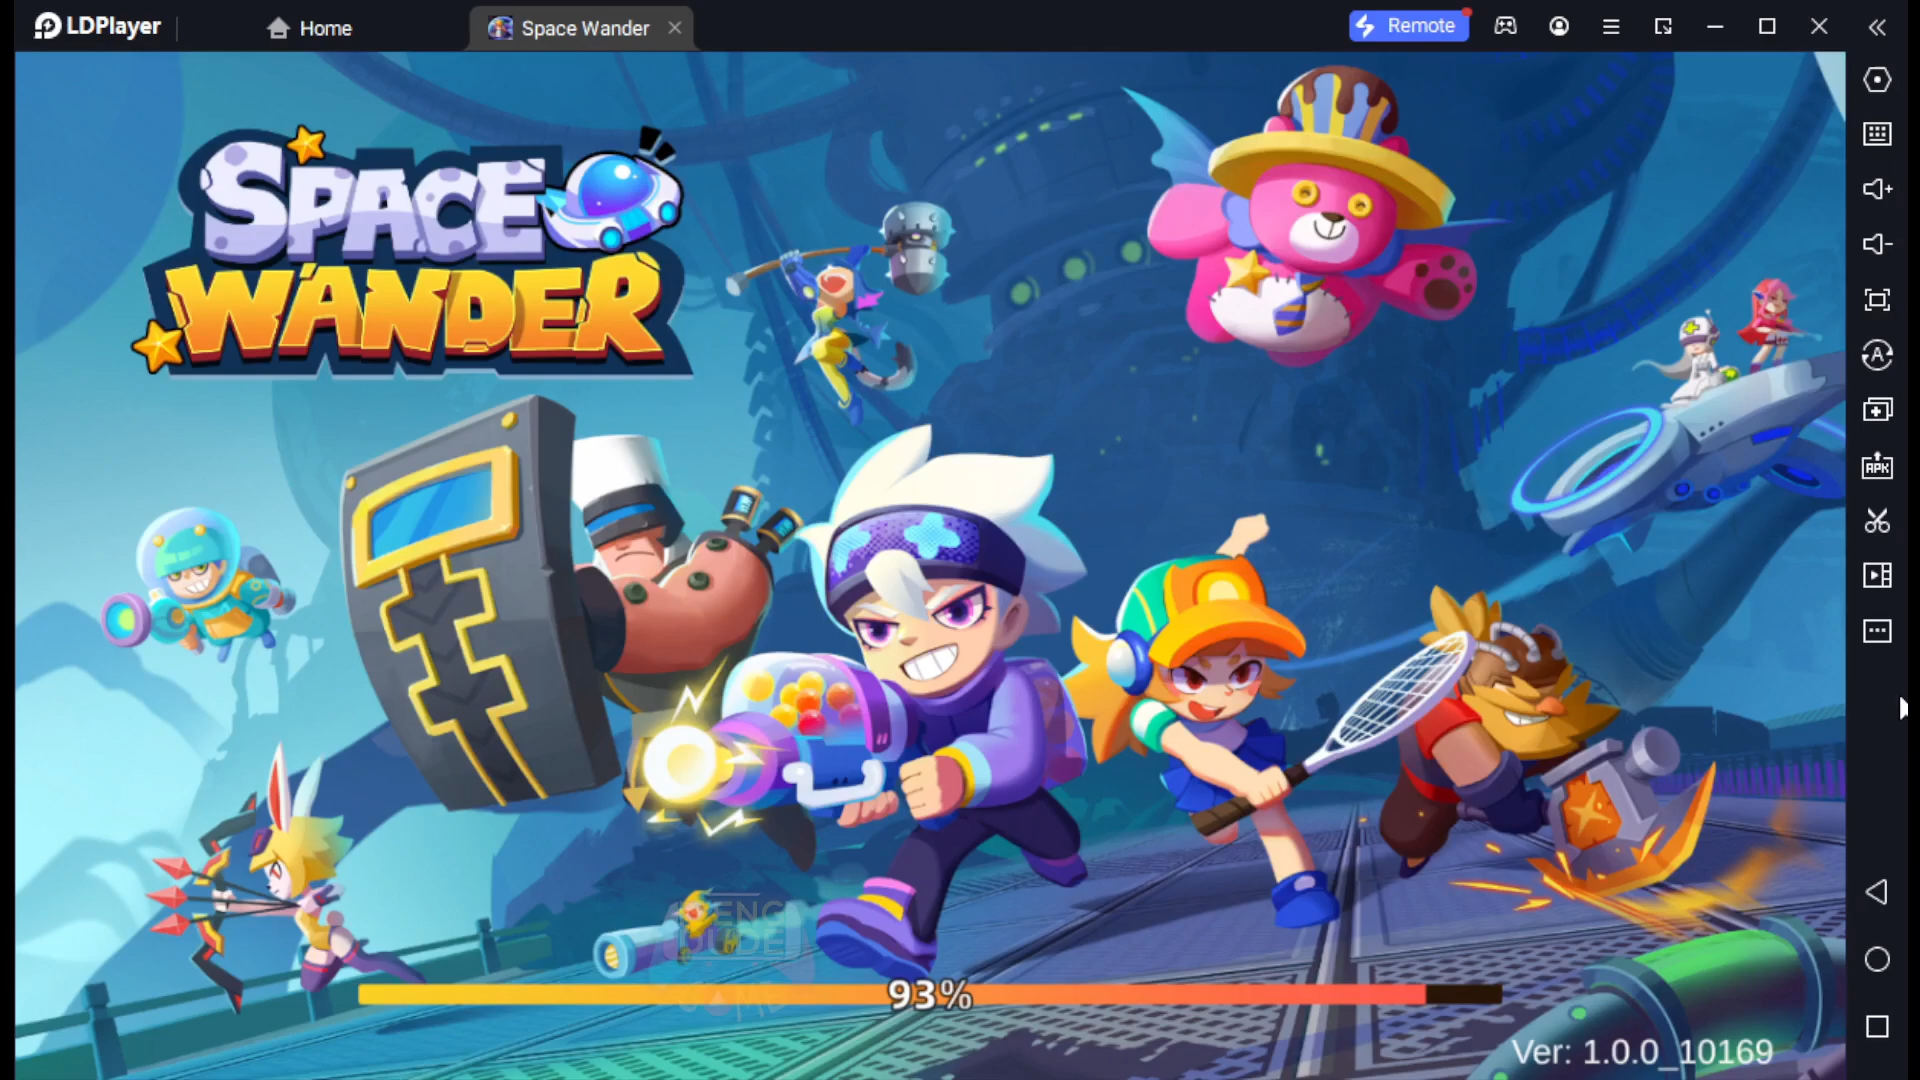 LDPlayer
Home
Space Wander
Remote
SPACE
WANDER
A
APK
93%
Ver: 1.0.0_10169